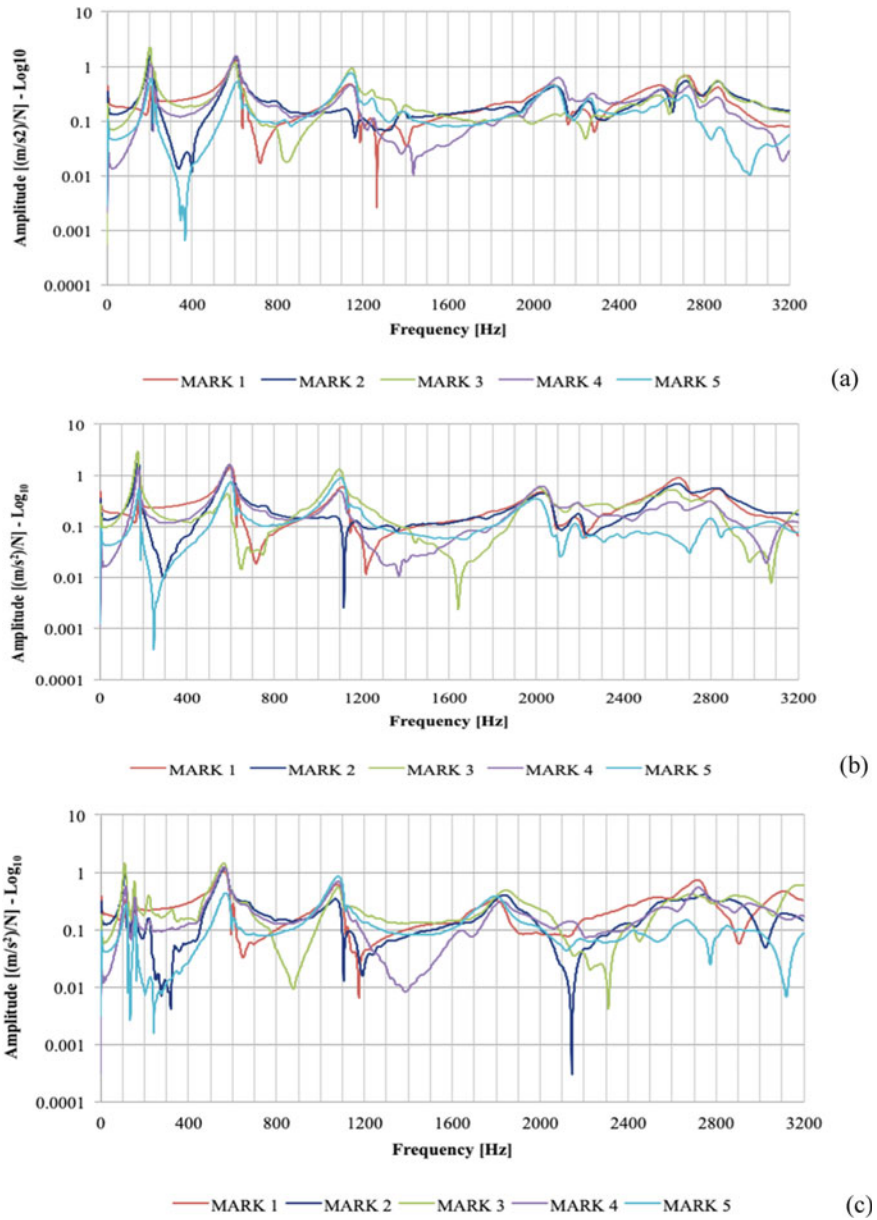 10
1
0.1
0.01
0.001
0.0001
Amplitude [(m/s2)/N] - Log10
0 400 800 1200 1600 2000 2400 2800 3200
Frequency [Hz]
MARK 1 MARK 2 MARK 3 MARK 4 MARK 5
(a)
10
1
0.1
0.01
0.001
0.0001
Amplitude [(m/s²)/N] - Log₁₀
0 400 800 1200 1600 2000 2400 2800 3200
Frequency [Hz]
MARK 1 MARK 2 MARK 3 MARK 4 MARK 5
(b)
10
1
0.1
0.01
0.001
0.0001
Amplitude [(m/s²)/N] - Log₁₀
0 400 800 1200 1600 2000 2400 2800 3200
Frequency [Hz]
MARK 1 MARK 2 MARK 3 MARK 4 MARK 5
(c)